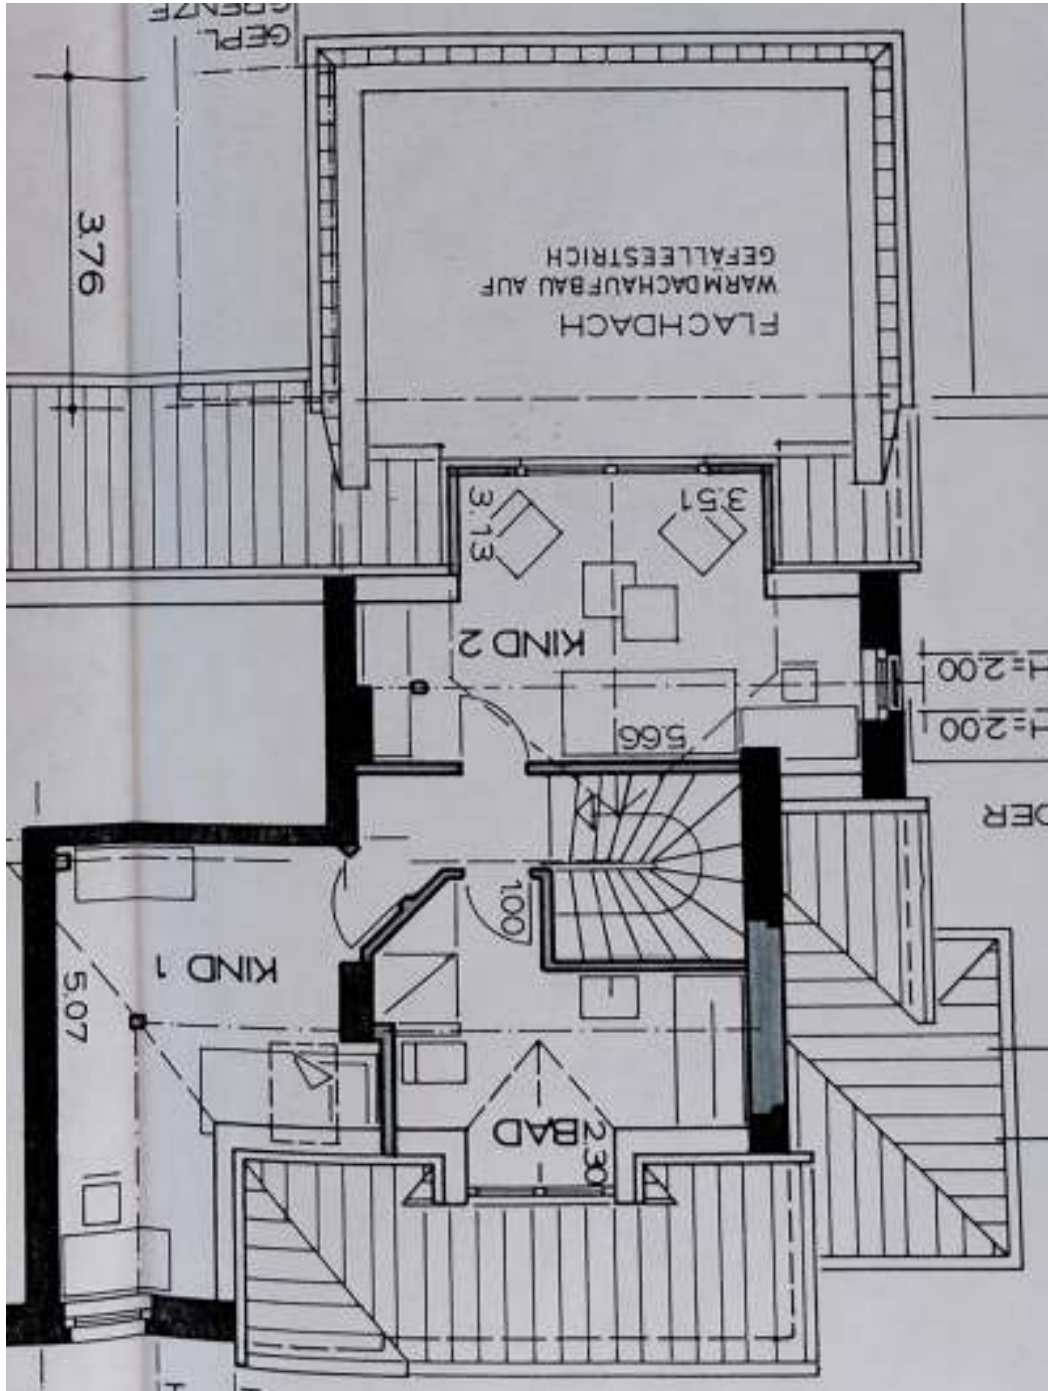 GEPL.
GRENZE
3.76
FLACHDACH
WARMDACHAUFBAU AUF
GEFÄLLEESTRICH
3.13
3.51
KIND 2
5.66
H=2.00
H=2.00
DER
1.00
KIND 1
5.07
BAD
2.30
H